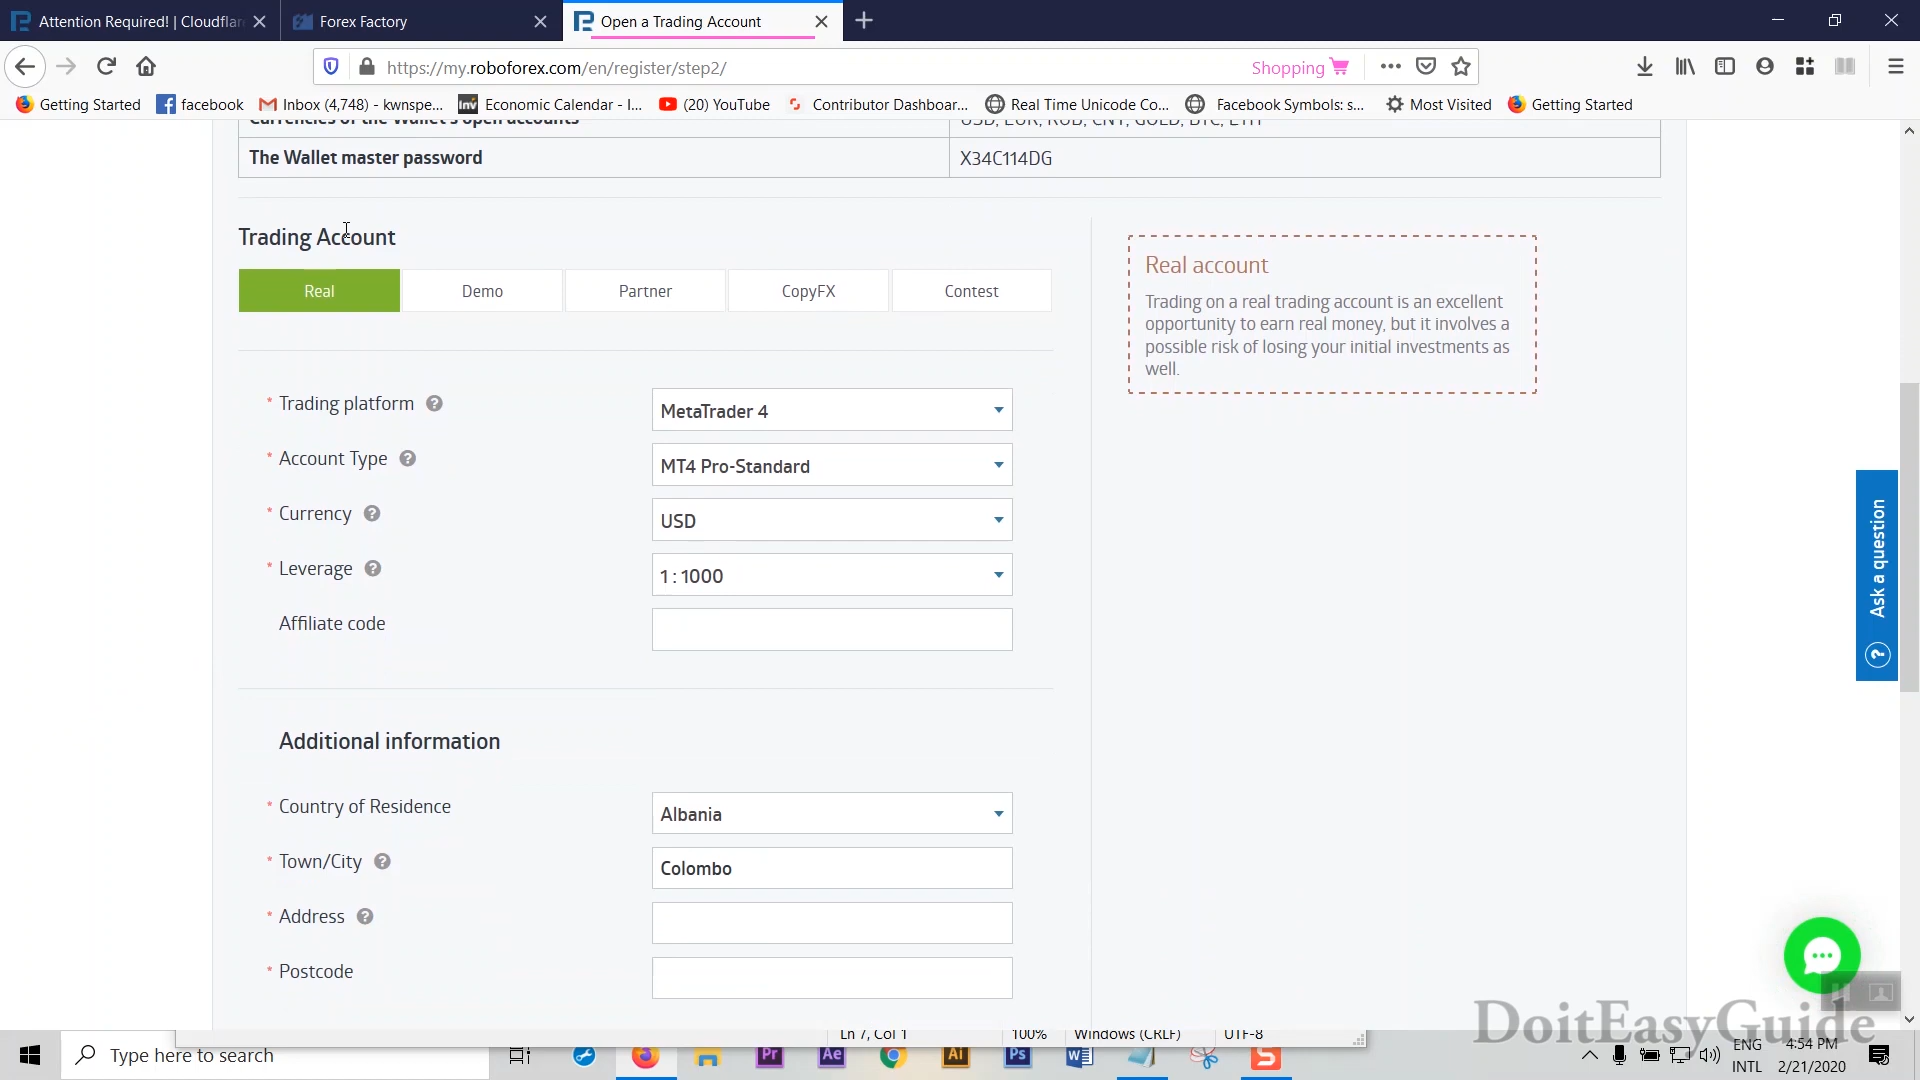 Attention Required! | Cloudflar
Forex Factory
Open a Trading Account
https://my.roboforex.com/en/register/step2/
Shopping
Getting Started
facebook
Inbox (4,748) - kwnspe...
Economic Calendar - I...
(20) YouTube
Contributor Dashboar...
Real Time Unicode Co...
Facebook Symbols: s...
Most Visited
Getting Started
Currencies of the Wallet's open accounts
USD, EUR, RUB, CNY, GOLD, BTC, ETH
The Wallet master password
X34C114DG
Trading Account
Real
Demo
Partner
CopyFX
Contest
Real account
Trading on a real trading account is an excellent
opportunity to earn real money, but it involves a
possible risk of losing your initial investments as
well.
* Trading platform ?
MetaTrader 4
* Account Type ?
MT4 Pro-Standard
* Currency ?
USD
* Leverage ?
1 : 1000
Affiliate code
Additional information
* Country of Residence
Albania
* Town/City ?
Colombo
* Address ?
* Postcode
Ask a question
?
DoitEasyGuide
Ln 7, Col 1
100%
Windows (CRLF)
UTF-8
Type here to search
Pr
Ae
Ai
Ps
ENG
INTL
4:54 PM
2/21/2020